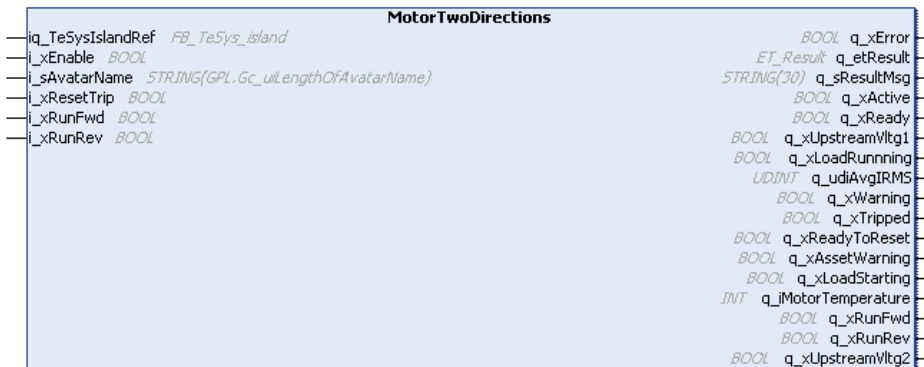 MotorTwoDirections
iq_TeSysIslandRef FB_TeSys_island BOOL q_xError
i_xEnable BOOL ET_Result q_etResult
i_sAvatarName STRING(GPL.Gc_uiLengthOfAvatarName) STRING(30) q_sResultMsg
i_xResetTrip BOOL BOOL q_xActive
i_xRunFwd BOOL BOOL q_xReady
i_xRunRev BOOL BOOL q_xUpstreamVltg1
BOOL q_xLoadRunnning
UDINT q_udiAvgIRMS
BOOL q_xWarning
BOOL q_xTripped
BOOL q_xReadyToReset
BOOL q_xAssetWarning
BOOL q_xLoadStarting
INT q_iMotorTemperature
BOOL q_xRunFwd
BOOL q_xRunRev
BOOL q_xUpstreamVltg2